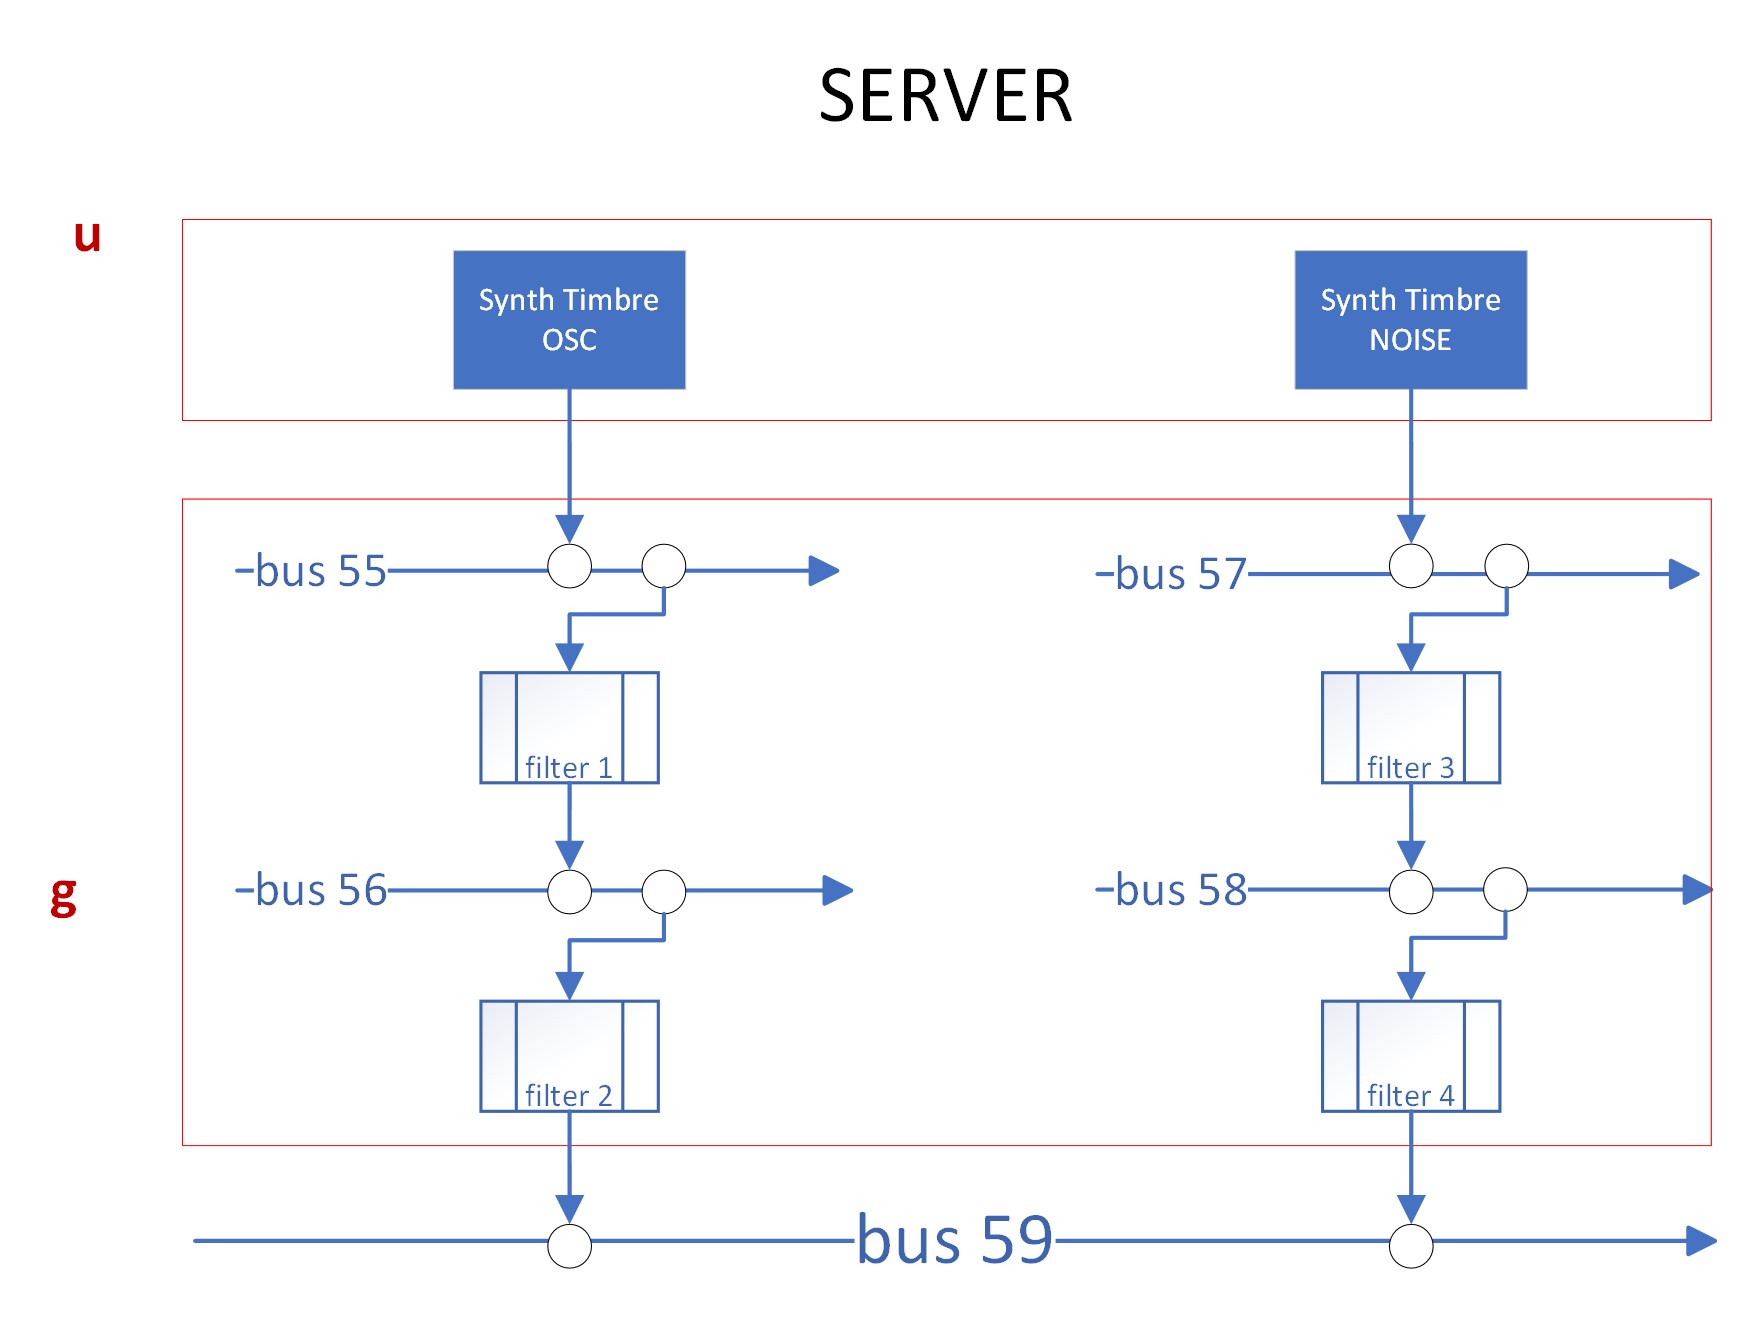 SERVER
u
Synth Timbre
OSC
Synth Timbre
NOISE
bus 55
bus 57
filter 1
filter 3
g
bus 56
bus 58
filter 2
filter 4
bus 59